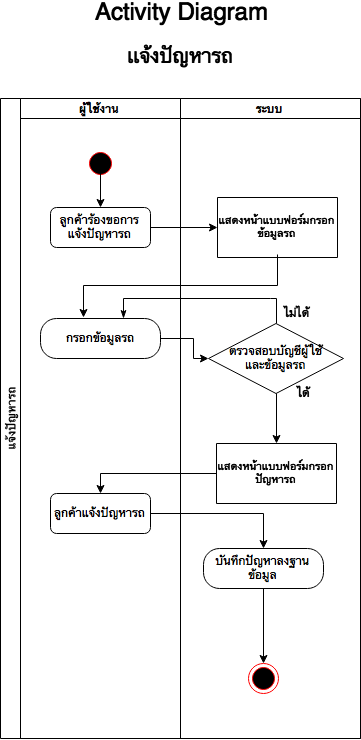 Activity Diagram
แจ้งปัญหารถ
ผู้ใช้งาน
ระบบ
ลูกค้าร้องขอการ
แจ้งปัญหารถ
แสดงหน้าแบบฟอร์มกรอก
ข้อมูลรถ
ไม่ได้
กรอกข้อมูลรถ
ตรวจสอบบัญชีผู้ใช้
และข้อมูลรถ
ได้
แจ้งปัญหารถ
แสดงหน้าแบบฟอร์มกรอก
ปัญหารถ
ลูกค้าแจ้งปัญหารถ
บันทึกปัญหาลงฐาน
ข้อมูล